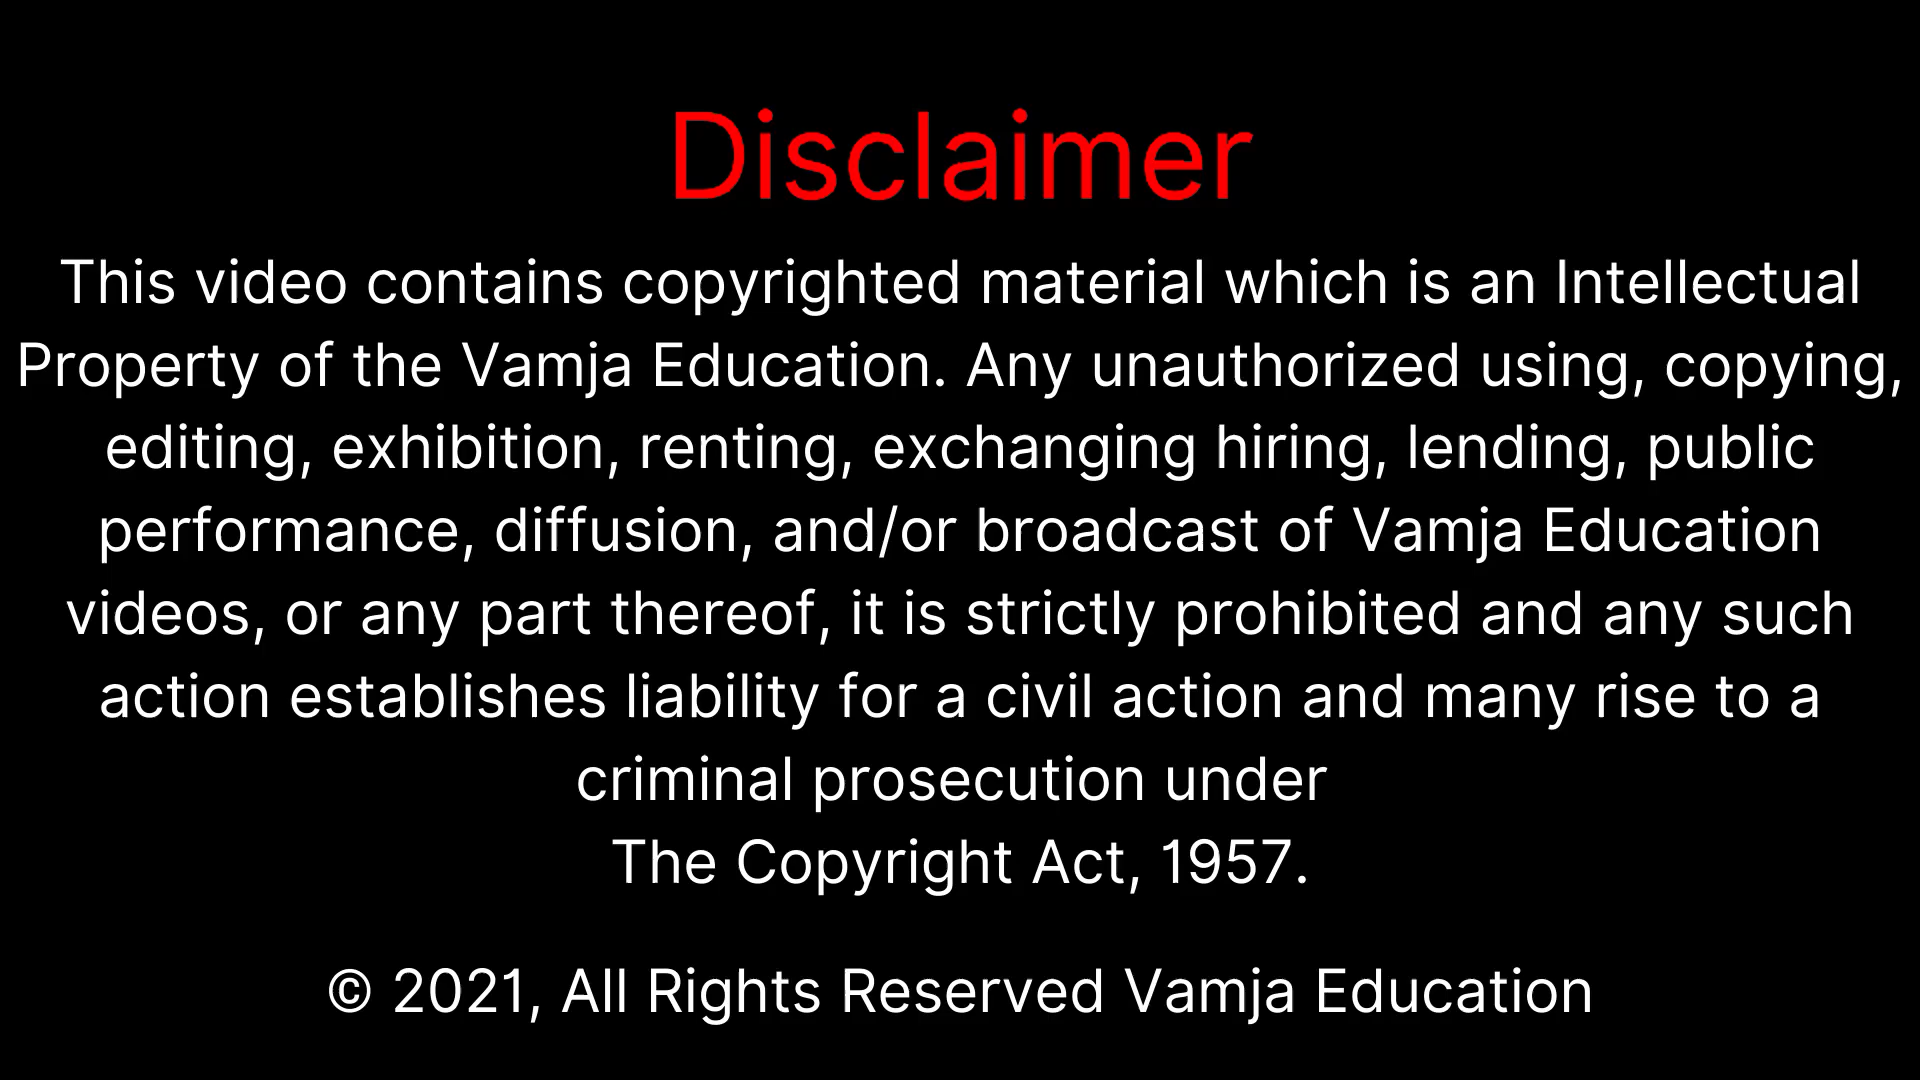 Disclaimer
This video contains copyrighted material which is an Intellectual
Property of the Vamja Education. Any unauthorized using, copying,
editing, exhibition, renting, exchanging hiring, lending, public
performance, diffusion, and/or broadcast of Vamja Education
videos, or any part thereof, it is strictly prohibited and any such
action establishes liability for a civil action and many rise to a
criminal prosecution under
The Copyright Act, 1957.
© 2021, All Rights Reserved Vamja Education